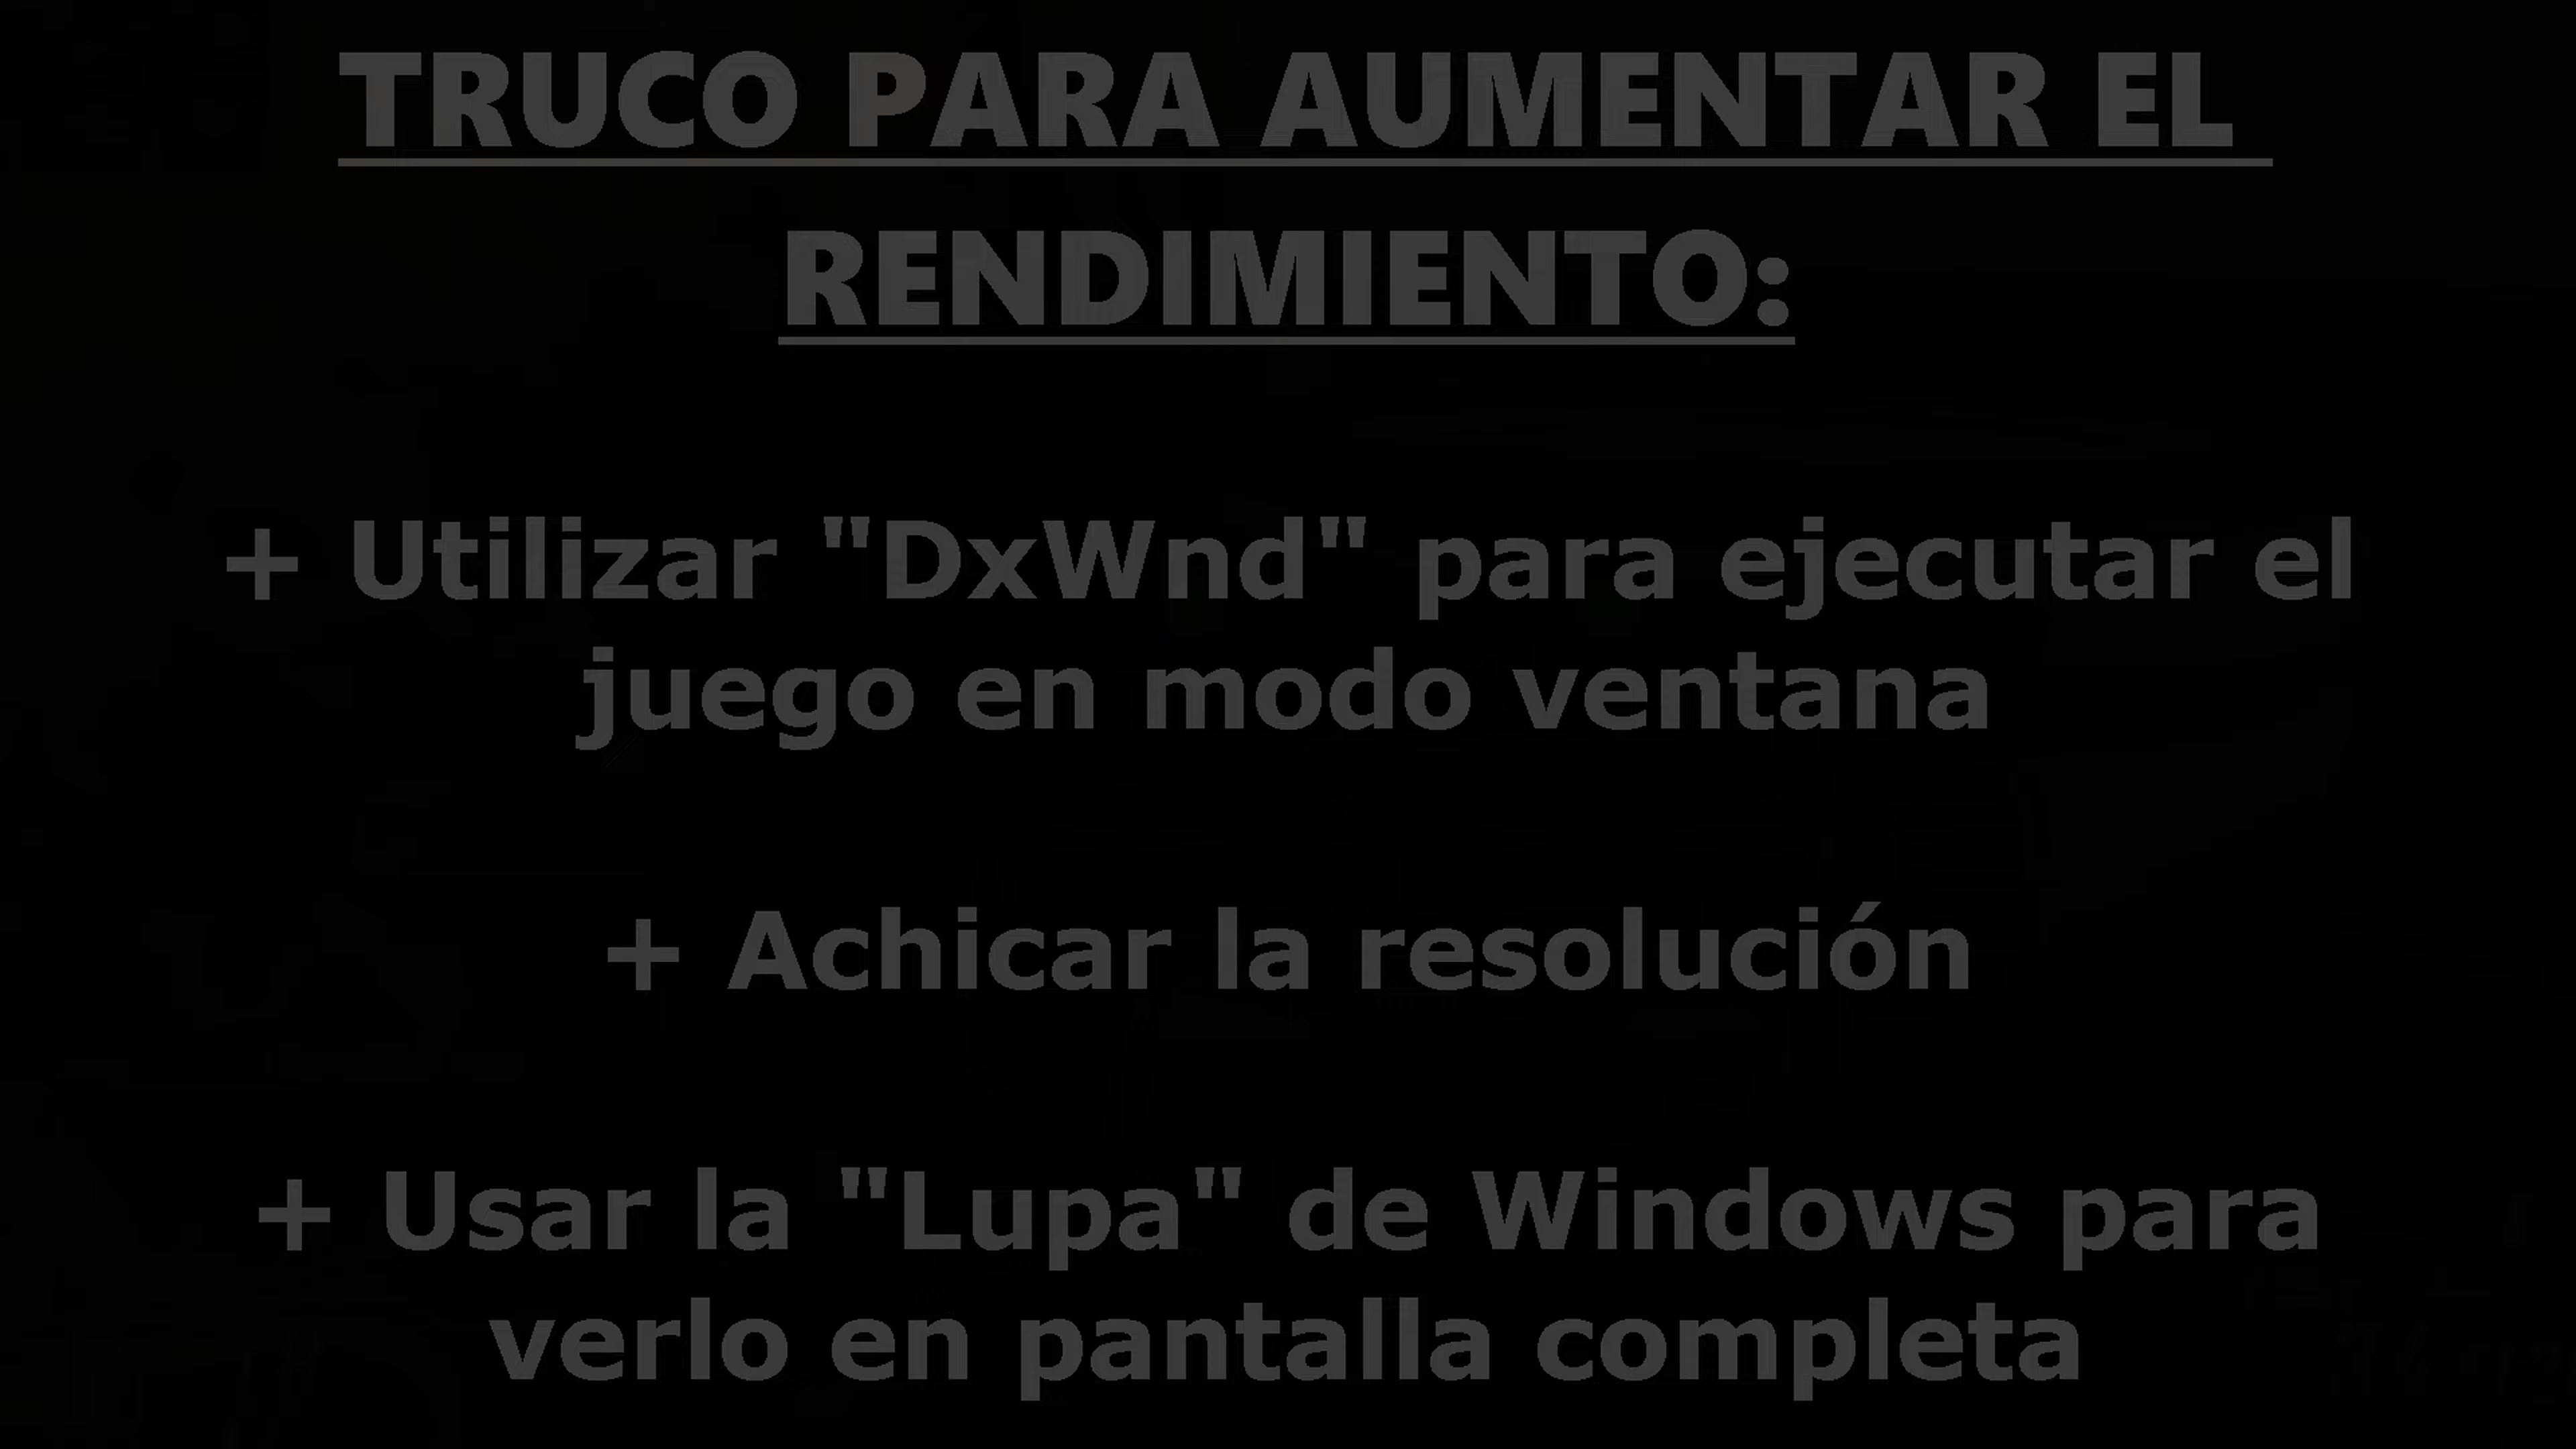 TRUCO PARA AUMENTAR EL
RENDIMIENTO:
+ Utilizar "DxWnd" para ejecutar el
juego en modo ventana
+ Achicar la resolución
+ Usar la "Lupa" de Windows para
verlo en pantalla completa